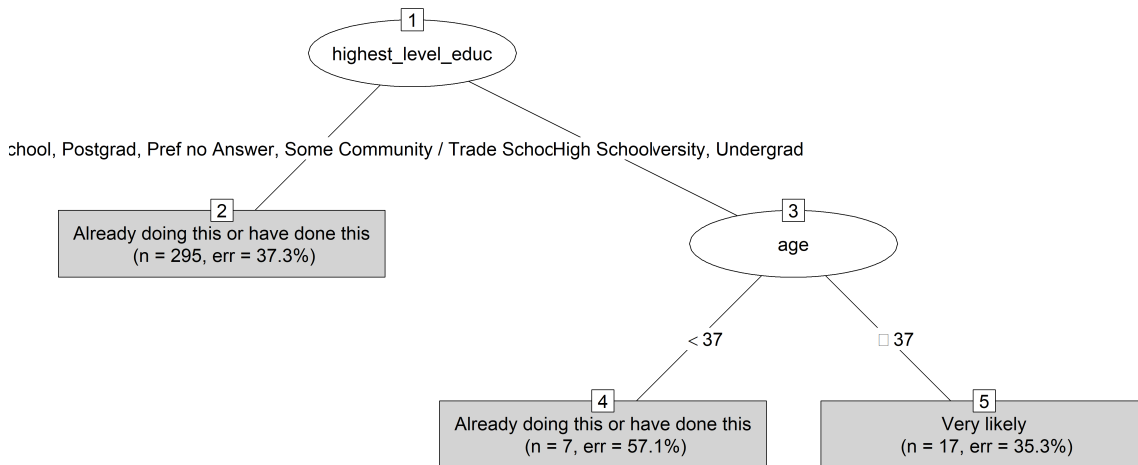 1
highest_level_educ
chool, Postgrad, Pref no Answer, Some Community / Trade SchocHigh Schoolversity, Undergrad
2
Already doing this or have done this
(n = 295, err = 37.3%)
3
age
< 37
□ 37
4
Already doing this or have done this
(n = 7, err = 57.1%)
5
Very likely
(n = 17, err = 35.3%)